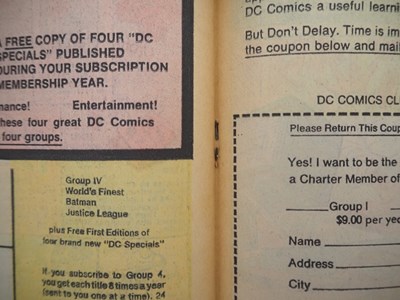 A FREE COPY OF FOUR "DC
SPECIALS" PUBLISHED
DURING YOUR SUBSCRIPTION
MEMBERSHIP YEAR.
mance! Entertainment!
hese four great DC Comics
four groups.
Group IV
World's Finest
Batman
Justice League
plus Free First Editions of
four brand new "DC Specials"
If you subscribe to Group 4,
you get each title 8 times a year
(sent to you one at a time). 24
DC Comics a useful learni
But Don't Delay. Time is im
the coupon below and mail
DC COMICS CL
Please Return This Coup
Yes! I want to be the
a Charter Member of
Group I
$9.00 per yea
Name
Address
City